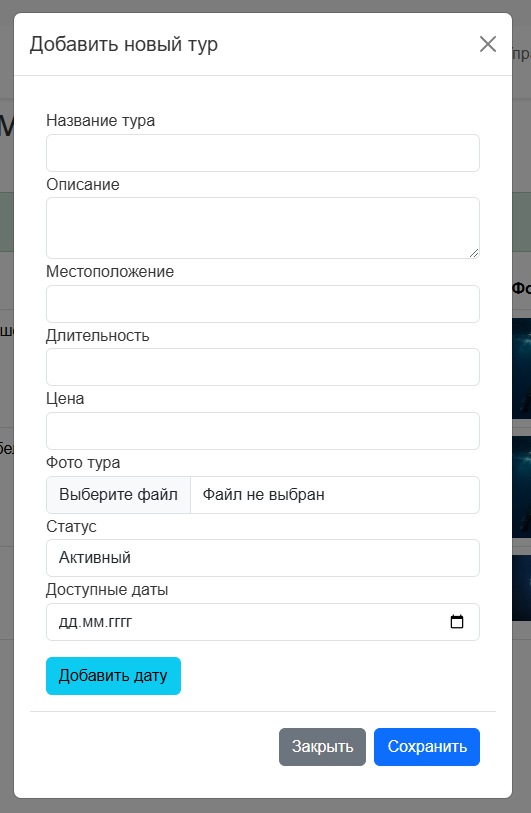 Добавить новый тур
Название тура
Описание
Местоположение
Длительность
Цена
Фото тура
Выберите файл Файл не выбран
Статус
Активный
Доступные даты
дд.мм.гггг
Добавить дату
Закрыть Сохранить